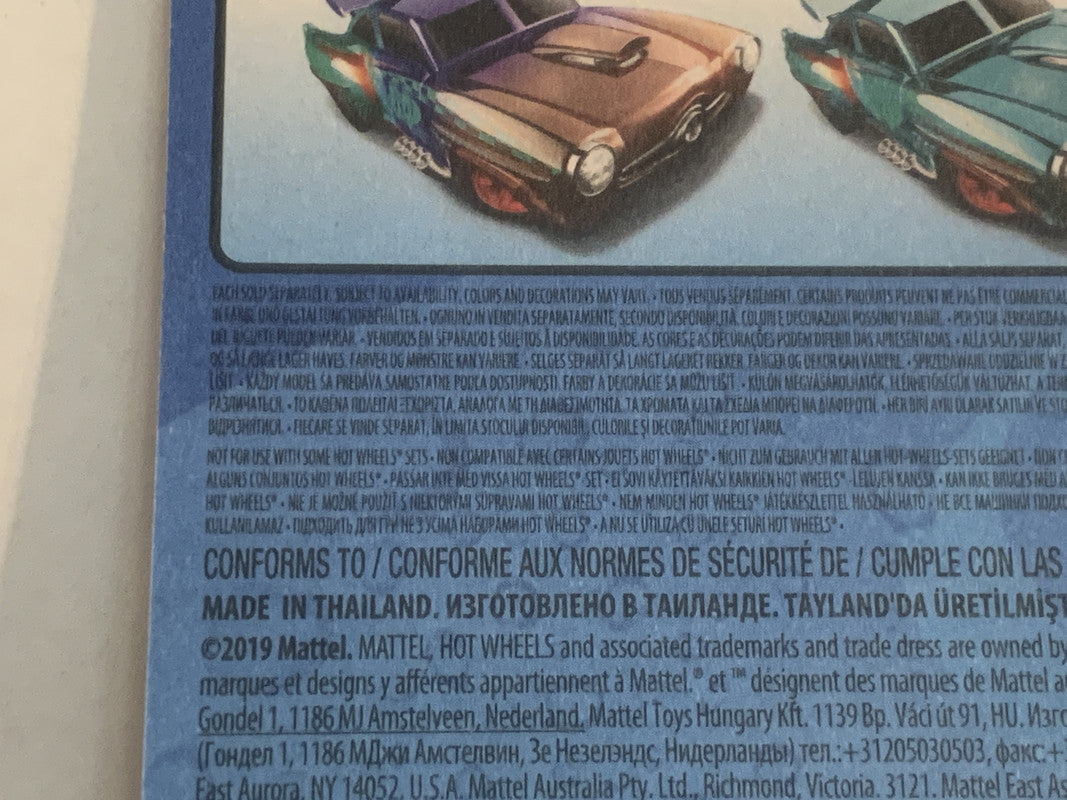 EACH SOLD SEPARATELY. SUBJECT TO AVAILABILITY. COLORS AND DECORATIONS MAY VARY. • TOUS VENDUS SÉPARÉMENT. CERTAINS PRODUITS PEUVENT NE PAS ÊTRE COMMERCIAL
IN FARBE UND GESTALTUNG VORBEHALTEN. • OGNUNO IN VENDITA SEPARATAMENTE, SECONDO DISPONIBILITÀ. COLORI E DECORAZIONI POSSONO VARIARE. • PER STUK
PUEDEN VARIAR. • VENDIDOS EM SEPARADO E SUJEITOS À DISPONIBILIDADE. AS CORES E AS DECORAÇÕES PODEM DIFERIR DAS APRESENTADAS. • ALLA SÄLJS SEPARAT,
OG SÅ LÆNGE LAGER HAVES. FARVER OG MØNSTRE KAN VARIERE. • SELGES SEPARAT SÅ LANGT LAGERET REKKER. FARGER OG DEKOR KAN VARIERE. • SPRZEDAWANE ODDZIELNIE W
LÍŠIT. • KAŽDÝ MODEL SA PREDÁVA SAMOSTATNE PODĽA DOSTUPNOSTI. FARBY A DEKORÁCIE SA MÔŽU LÍŠIŤ. • KÜLÖN MEGVÁSÁROLHATÓK, ELÉRHETŐSÉGÜK VÁLTOZHAT. A
РАЗЛИЧАТЬСЯ. • ΤΟ ΚΑΘΕΝΑ ΠΩΛΕΙΤΑΙ ΞΕΧΩΡΙΣΤΑ, ΑΝΑΛΟΓΑ ΜΕ ΤΗ ΔΙΑΘΕΣΙΜΟΤΗΤΑ. ΤΑ ΧΡΩΜΑΤΑ ΚΑΙ ΤΑ ΣΧΕΔΙΑ ΜΠΟΡΕΙ ΝΑ ΔΙΑΦΕΡΟΥΝ. • HER BİRİ AYRI OLARAK SATILIR VE
ВІДРІЗНЯТИСЯ. • FIECARE SE VINDE SEPARAT, ÎN LIMITA STOCULUI DISPONIBIL. CULORILE ȘI DECORAȚIUNILE POT VARIA.
NOT FOR USE WITH SOME HOT WHEELS® SETS • NON COMPATIBLE AVEC CERTAINS JOUETS HOT WHEELS® • NICHT ZUM GEBRAUCH MIT ALLEN HOT-WHEELS-SETS GEEIGNET •
ALGUNS CONJUNTOS HOT WHEELS® • PASSAR INTE MED VISSA HOT WHEELS®-SET • EI SOVI KÄYTETTÄVÄKSI KAIKKIEN HOT WHEELS® -LELUJEN KANSSA • KAN IKKE BRUGES MED
HOT WHEELS® • NIE JE MOŽNÉ POUŽIŤ S NIEKTORÝMI SÚPRAVAMI HOT WHEELS® • NEM MINDEN HOT WHEELS® JÁTÉKKÉSZLETTEL HASZNÁLHATÓ • НЕ ВСЕ МАШИНКИ
KULLANILAMAZ • ПІДХОДИТЬ ДЛЯ ГРИ НЕ З УСІМА НАБОРАМИ HOT WHEELS® • A NU SE UTILIZA CU UNELE SETURI HOT WHEELS® •
CONFORMS TO / CONFORME AUX NORMES DE SÉCURITÉ DE / CUMPLE CON LAS
MADE IN THAILAND. ИЗГОТОВЛЕНО В ТАИЛАНДЕ. TAYLAND'DA ÜRETİLMİŞT
©2019 Mattel. MATTEL, HOT WHEELS and associated trademarks and trade dress are owned by
marques et designs y afférents appartiennent à Mattel.® et ™ désignent des marques de Mattel a
Gondel 1, 1186 MJ Amstelveen, Nederland. Mattel Toys Hungary Kft. 1139 Bp. Váci út 91, HU. Изго
(Гондел 1, 1186 МДжи Амстелвин, Зе Незелэндс, Нидерланды) тел.:+31205030503, факс:+
East Aurora, NY 14052, U.S.A. Mattel Australia Pty. Ltd., Richmond, Victoria. 3121. Mattel East As